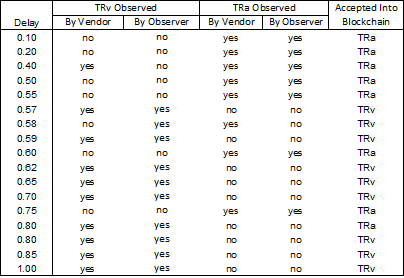 TRv Observed TRa Observed Accepted Into
Delay By Vendor By Observer By Vendor By Observer Blockchain
0.10 no no yes yes TRa
0.20 no no yes yes TRa
0.40 yes no yes yes TRa
0.50 no no yes yes TRa
0.55 no no yes yes TRa
0.57 yes yes no no TRv
0.58 no yes yes no TRv
0.59 yes yes no no TRa
0.60 no no yes yes TRa
0.62 yes yes no no TRv
0.65 yes yes no no TRv
0.70 yes yes no no TRv
0.75 no no yes yes TRa
0.80 yes yes no no TRa
0.80 yes yes no no TRv
0.85 yes yes no no TRv
1.00 yes yes no no TRv